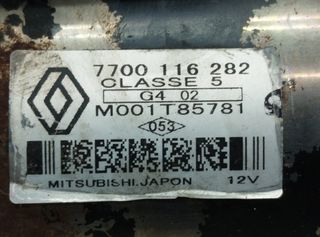 7700 116 282
CLASSE 5
G4 02
M001T85781
053
MITSUBISHI.JAPON 12V